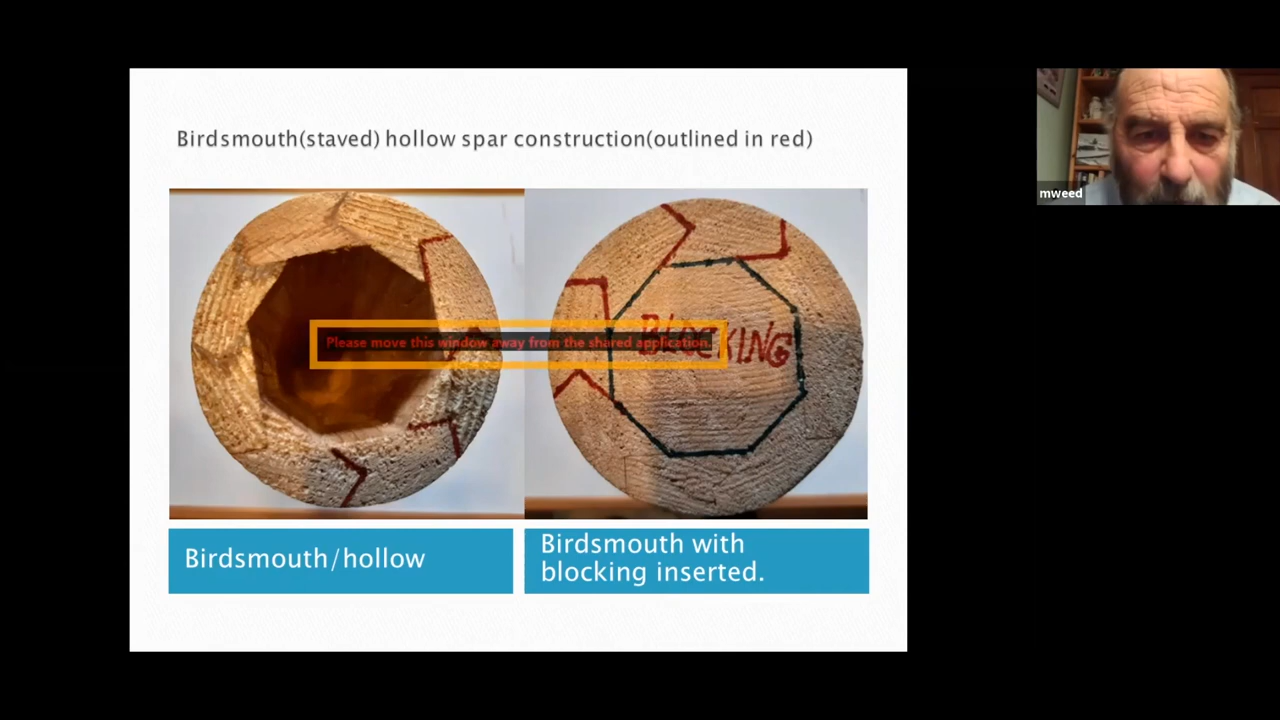 Birdsmouth(staved) hollow spar construction(outlined in red)
mweed
Please move this window away from the shared application.
BLOCKING
Birdsmouth/hollow
Birdsmouth with
blocking inserted.